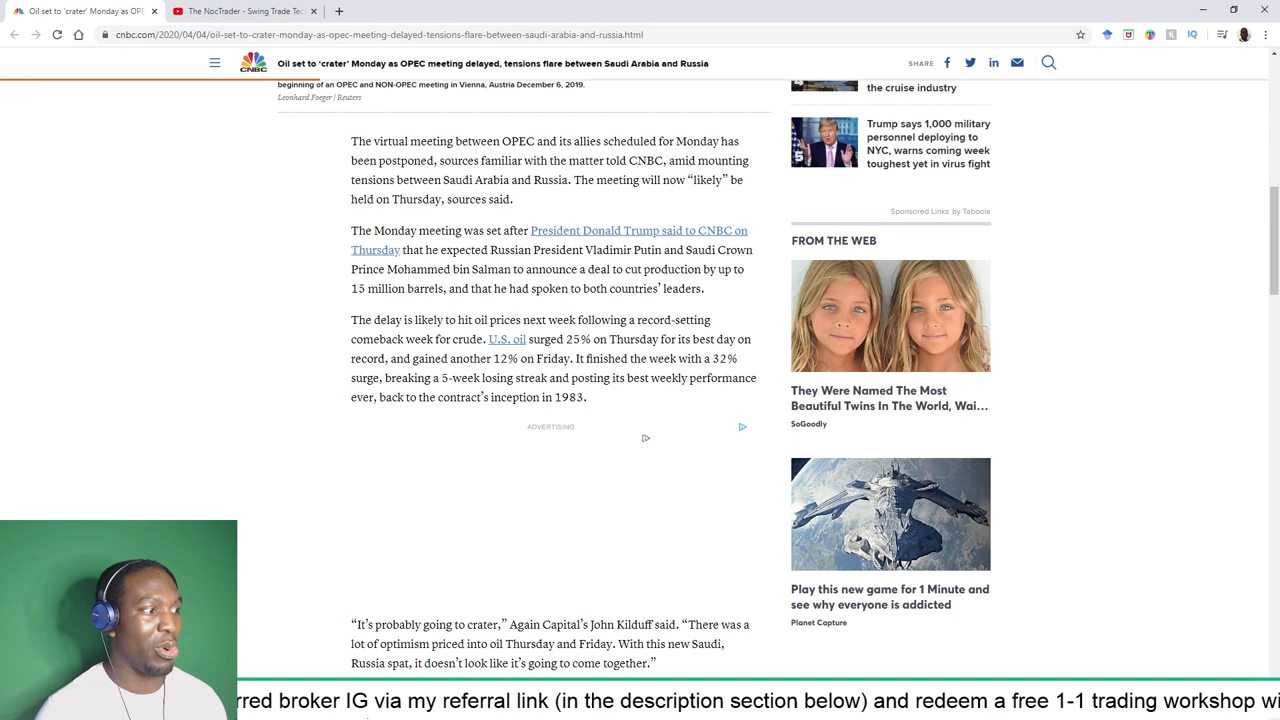 Oil set to 'crater' Monday as OPE
The NocTrader - Swing Trade Tec
cnbc.com/2020/04/04/oil-set-to-crater-monday-as-opec-meeting-delayed-tensions-flare-between-saudi-arabia-and-russia.html
CNBC
Oil set to ‘crater’ Monday as OPEC meeting delayed, tensions flare between Saudi Arabia and Russia
SHARE
beginning of an OPEC and NON-OPEC meeting in Vienna, Austria December 6, 2019.
Leonhard Foeger | Reuters
The virtual meeting between OPEC and its allies scheduled for Monday has
been postponed, sources familiar with the matter told CNBC, amid mounting
tensions between Saudi Arabia and Russia. The meeting will now “likely” be
held on Thursday, sources said.
The Monday meeting was set after President Donald Trump said to CNBC on
Thursday that he expected Russian President Vladimir Putin and Saudi Crown
Prince Mohammed bin Salman to announce a deal to cut production by up to
15 million barrels, and that he had spoken to both countries’ leaders.
The delay is likely to hit oil prices next week following a record-setting
comeback week for crude. U.S. oil surged 25% on Thursday for its best day on
record, and gained another 12% on Friday. It finished the week with a 32%
surge, breaking a 5-week losing streak and posting its best weekly performance
ever, back to the contract’s inception in 1983.
ADVERTISING
“It’s probably going to crater,” Again Capital’s John Kilduff said. “There was a
lot of optimism priced into oil Thursday and Friday. With this new Saudi,
Russia spat, it doesn’t look like it’s going to come together.”
the cruise industry
5
Trump says 1,000 military
personnel deploying to
NYC, warns coming week
toughest yet in virus fight
Sponsored Links by Taboola
FROM THE WEB
They Were Named The Most
Beautiful Twins In The World, Wai…
SoGoodly
Play this new game for 1 Minute and
see why everyone is addicted
Planet Capture
rred broker IG via my referral link (in the description section below) and redeem a free 1-1 trading workshop wi